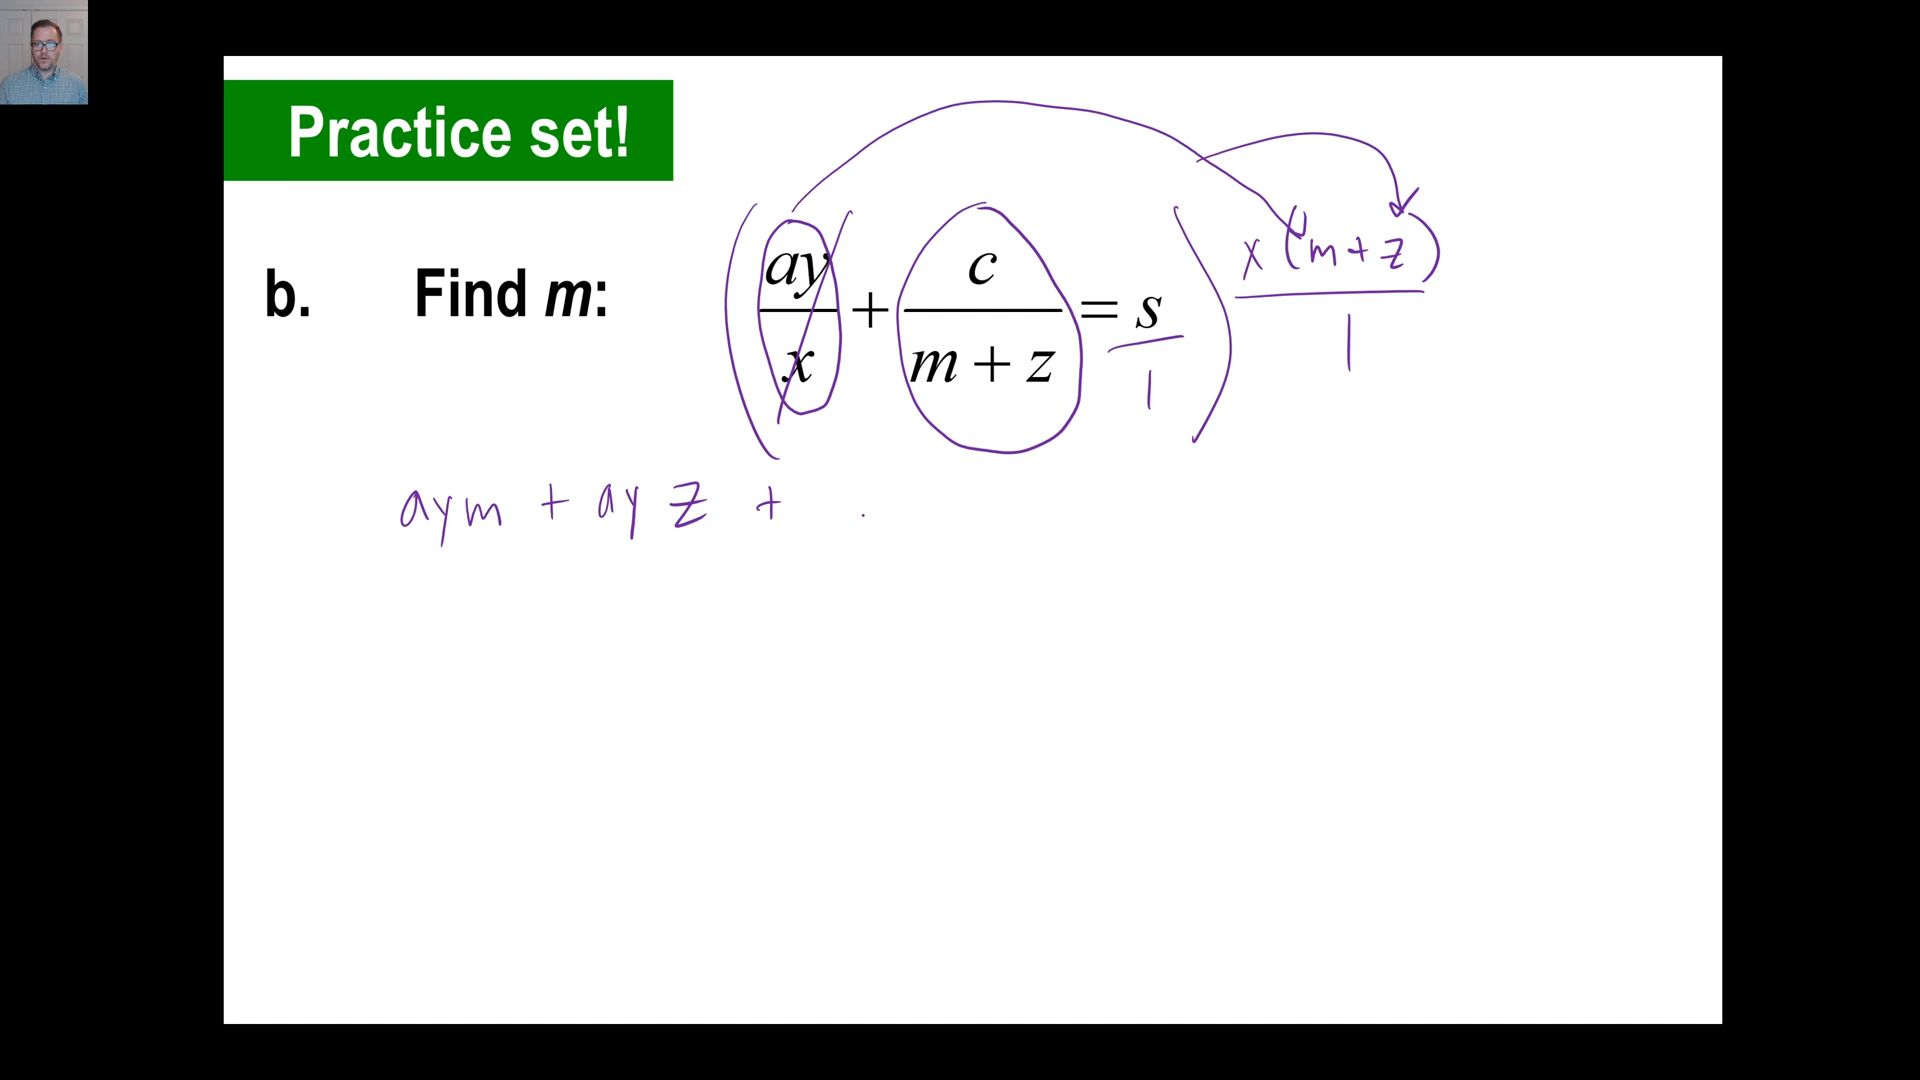 Practice set!
b. Find m: ( ay/x + c/(m + z) = s/1 ) x(m+z)/1
aym + ayz +